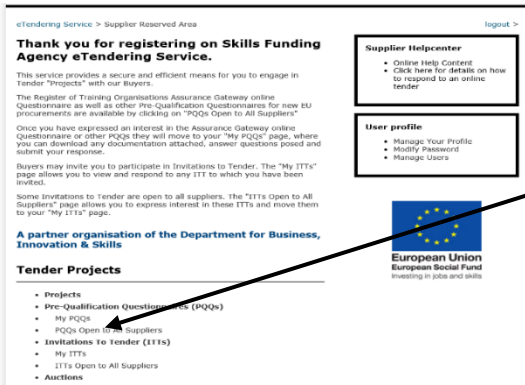 eTendering Service > Supplier Reserved Area
logout >
Thank you for registering on Skills Funding
Agency eTendering Service.
This service provides a secure and efficient means for you to engage in
Tender "Projects" with our Buyers.
The Register of Training Organisations Assurance Gateway online
Questionnaire as well as other Pre-Qualification Questionnaires for new EU
procurements are available by clicking on "PQQs Open to All Suppliers"
Once you have expressed an interest in the Assurance Gateway online
Questionnaire or other PQQs they will move to your "My PQQs" page, where
you can download any documentation attached, answer questions posed and
submit your response.
Buyers may invite you to participate in Invitations to Tender. The "My ITTs"
page allows you to view and respond to any ITT to which you have been
invited.
Some Invitations to Tender are open to all suppliers. The "ITTs Open to All
Suppliers" page allows you to express interest in these ITTs and move them
to your "My ITTs" page.
A partner organisation of the Department for Business,
Innovation & Skills
Tender Projects
• Projects
• Pre-Qualification Questionnaires (PQQs)
• My PQQs
• PQQs Open to All Suppliers
• Invitations To Tender (ITTs)
• My ITTs
• ITTs Open to All Suppliers
• Auctions
Supplier Helpcenter
• Online Help Content
• Click here for details on how
to respond to an online
tender
User profile
• Manage Your Profile
• Modify Password
• Manage Users
European Union
European Social Fund
Investing in jobs and skills